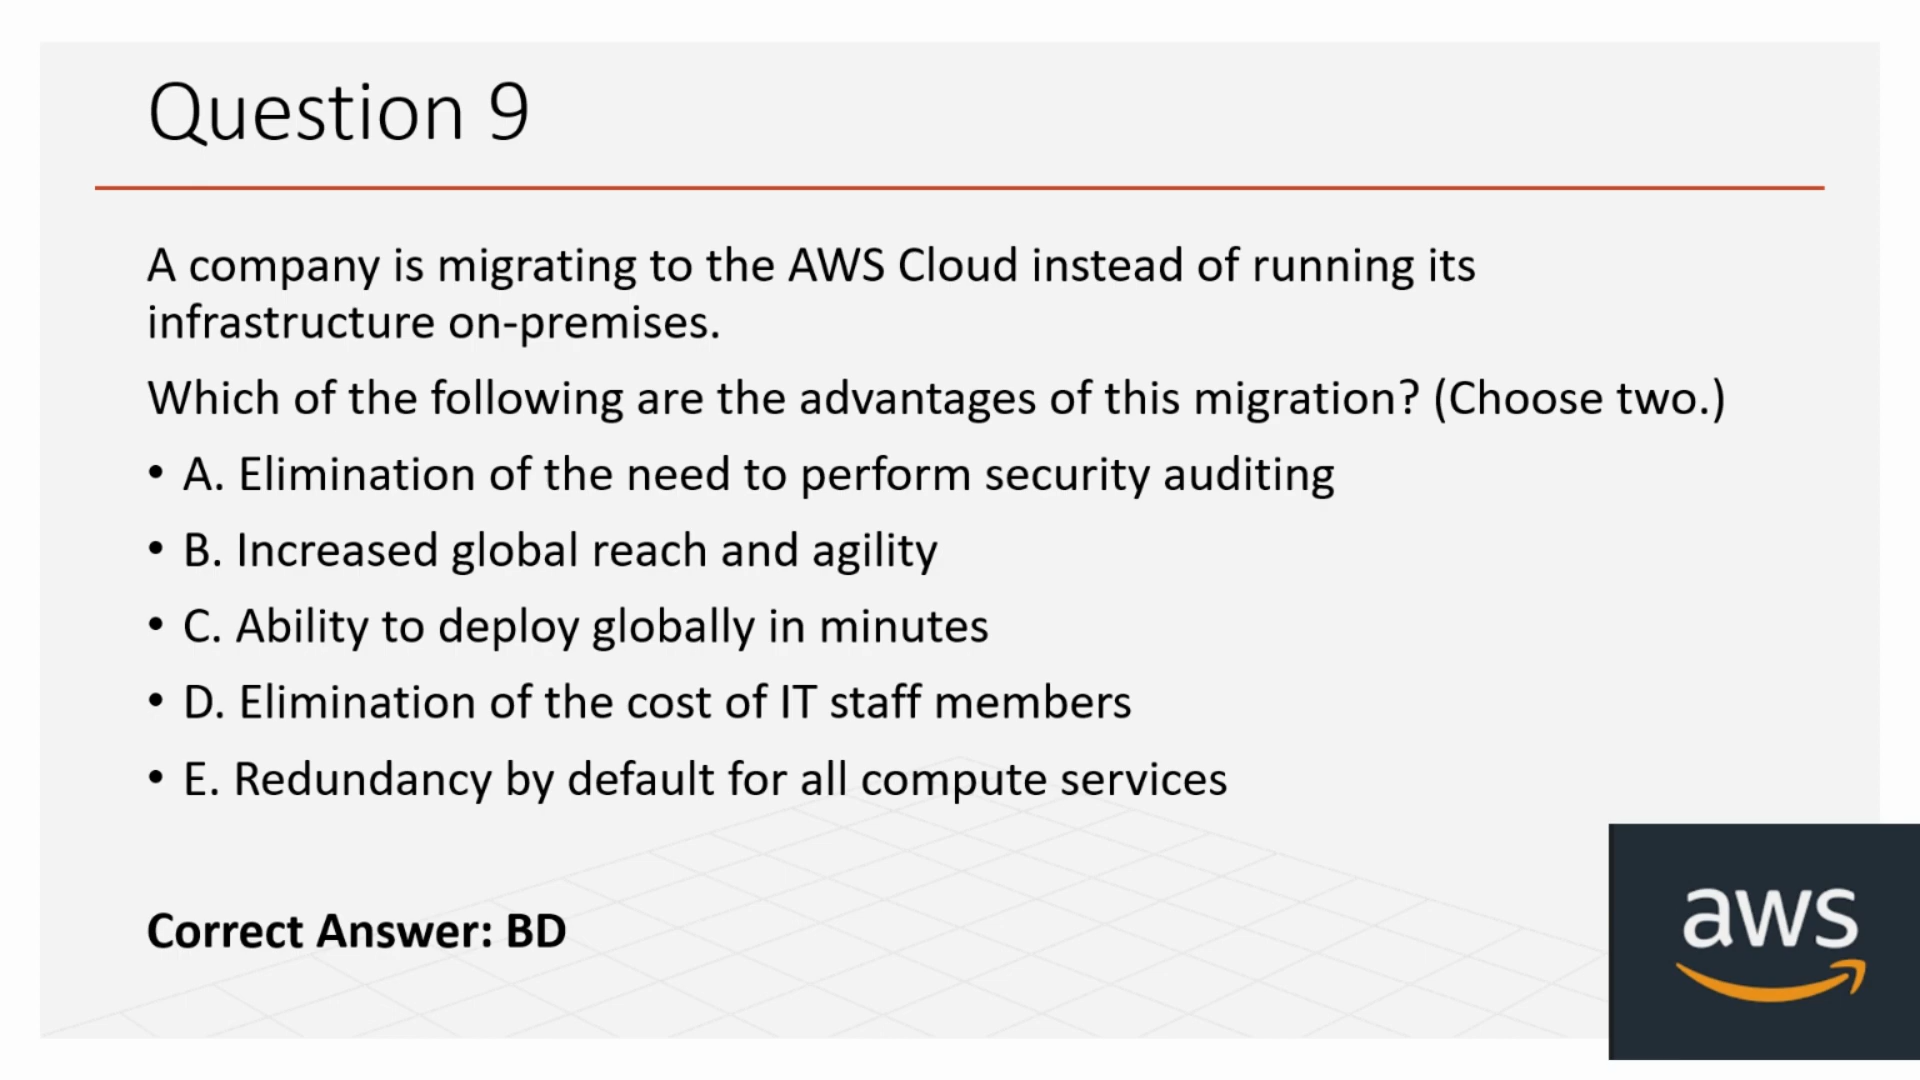 Question 9
A company is migrating to the AWS Cloud instead of running its
infrastructure on-premises.
Which of the following are the advantages of this migration? (Choose two.)
• A. Elimination of the need to perform security auditing
• B. Increased global reach and agility
• C. Ability to deploy globally in minutes
• D. Elimination of the cost of IT staff members
• E. Redundancy by default for all compute services
Correct Answer: BD
aws